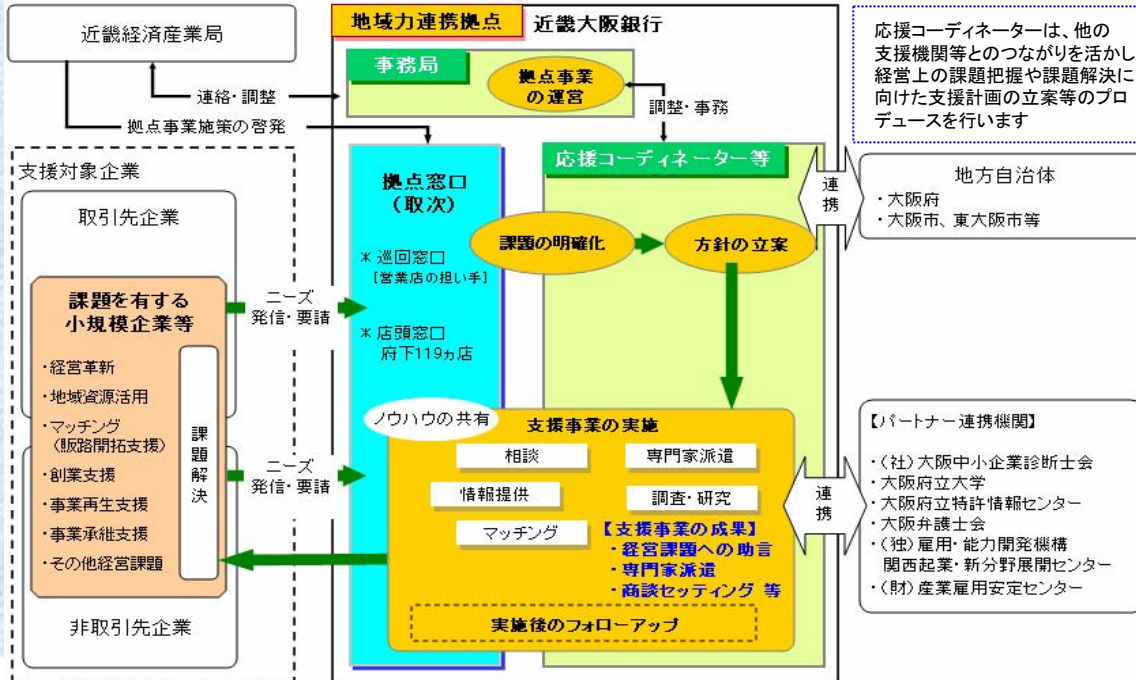 近畿経済産業局
地域力連携拠点
近畿大阪銀行
応援コーディネーターは、他の
支援機関等とのつながりを活かし
経営上の課題把握や課題解決に
向けた支援計画の立案等のプロ
デュースを行います
事務局
拠点事業
の運営
連絡・調整
調整・事務
拠点事業施策の啓発
支援対象企業
取引先企業
課題を有する
小規模企業等
・経営革新
・地域資源活用
・マッチング
(販路開拓支援)
・創業支援
・事業再生支援
・事業承継支援
・その他経営課題
課題解決
非取引先企業
ニーズ
発信・要請
ニーズ
発信・要請
拠点窓口
(取次)
* 巡回窓口
[営業店の担い手]
* 店頭窓口
府下119ヵ店
応援コーディネーター等
課題の明確化
方針の立案
連携
地方自治体
・大阪府
・大阪市、東大阪市等
ノウハウの共有
支援事業の実施
相談
専門家派遣
情報提供
調査・研究
マッチング
【支援事業の成果】
・経営課題への助言
・専門家派遣
・商談セッティング 等
実施後のフォローアップ
連携
【パートナー連携機関】
・(社)大阪中小企業診断士会
・大阪府立大学
・大阪府立特許情報センター
・大阪弁護士会
・(独)雇用・能力開発機構
関西起業・新分野展開センター
・(財)産業雇用安定センター